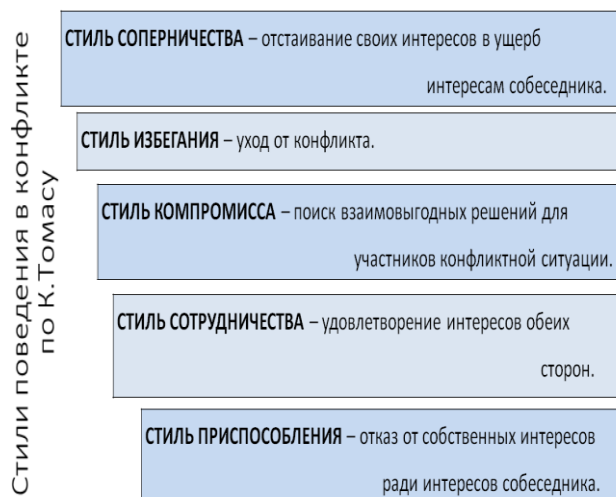 Стили поведения в конфликте
по К.Томасу
СТИЛЬ СОПЕРНИЧЕСТВА – отстаивание своих интересов в ущерб
интересам собеседника.
СТИЛЬ ИЗБЕГАНИЯ – уход от конфликта.
СТИЛЬ КОМПРОМИССА – поиск взаимовыгодных решений для
участников конфликтной ситуации.
СТИЛЬ СОТРУДНИЧЕСТВА – удовлетворение интересов обеих
сторон.
СТИЛЬ ПРИСПОСОБЛЕНИЯ – отказ от собственных интересов
ради интересов собеседника.